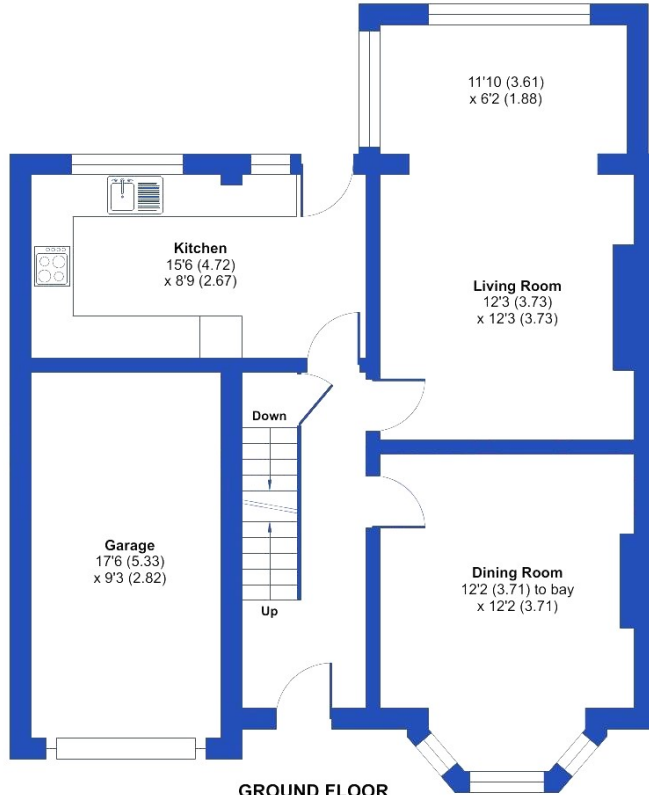 11'10 (3.61)
x 6'2 (1.88)
Kitchen
15'6 (4.72)
x 8'9 (2.67)
Living Room
12'3 (3.73)
x 12'3 (3.73)
Down
Up
Garage
17'6 (5.33)
x 9'3 (2.82)
Dining Room
12'2 (3.71) to bay
x 12'2 (3.71)
GROUND FLOOR